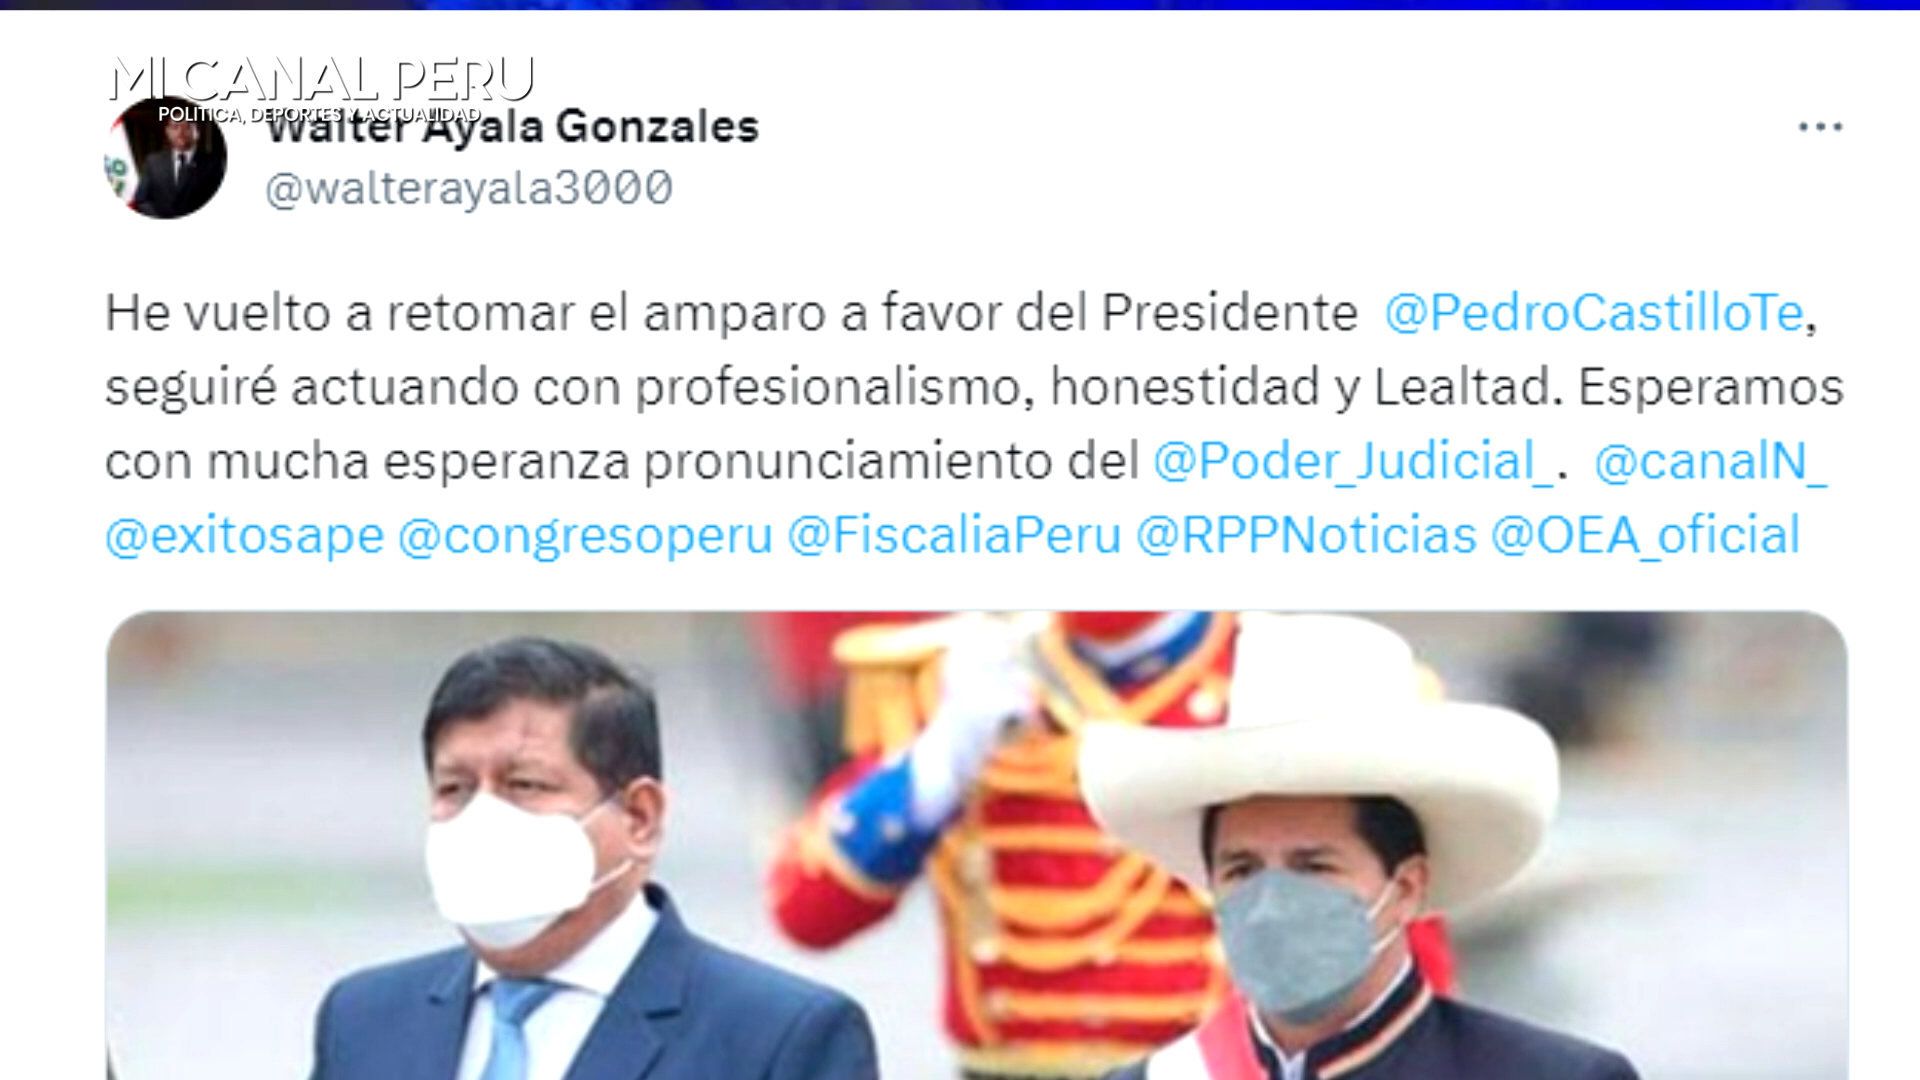 MI CANAL PERU
POLÍTICA, DEPORTES Y ACTUALIDAD
Walter Ayala Gonzales
@walterayala3000
He vuelto a retomar el amparo a favor del Presidente @PedroCastilloTe,
seguiré actuando con profesionalismo, honestidad y Lealtad. Esperamos
con mucha esperanza pronunciamiento del @Poder_Judicial_. @canalN_
@exitosape @congresoperu @FiscaliaPeru @RPPNoticias @OEA_oficial